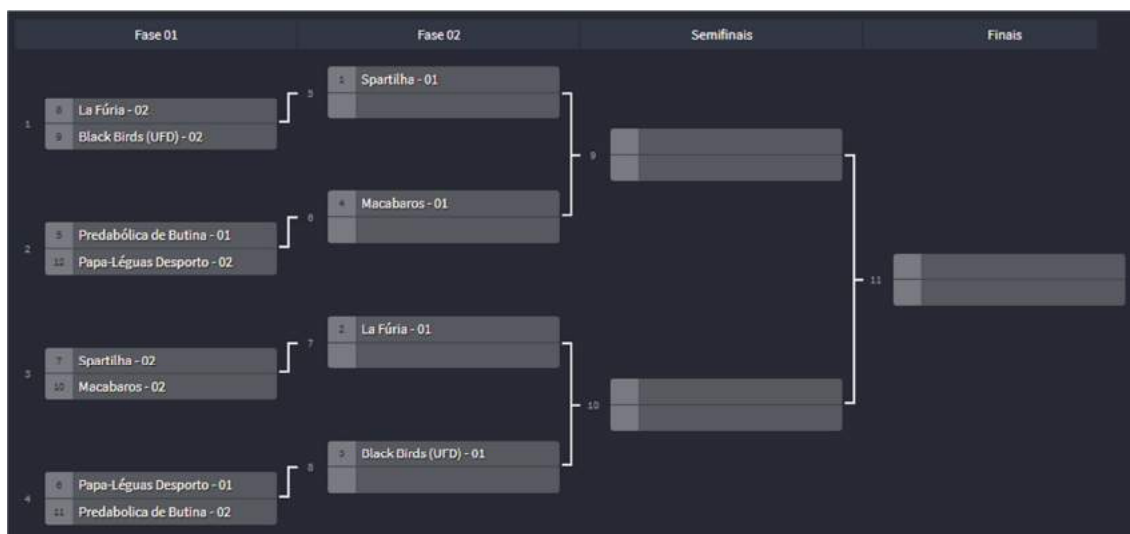 Fase 01
Fase 02
Semifinais
Finais
1
8 La Fúria - 02
9 Black Birds (UFD) - 02
2
5 Predabólica de Butina - 01
12 Papa-Léguas Desporto - 02
3
7 Spartilha - 02
10 Macabaros - 02
4
6 Papa-Léguas Desporto - 01
11 Predabolica de Butina - 02
5
1 Spartilha - 01
6
4 Macabaros - 01
7
2 La Fúria - 01
8
3 Black Birds (UFD) - 01
9
10
11